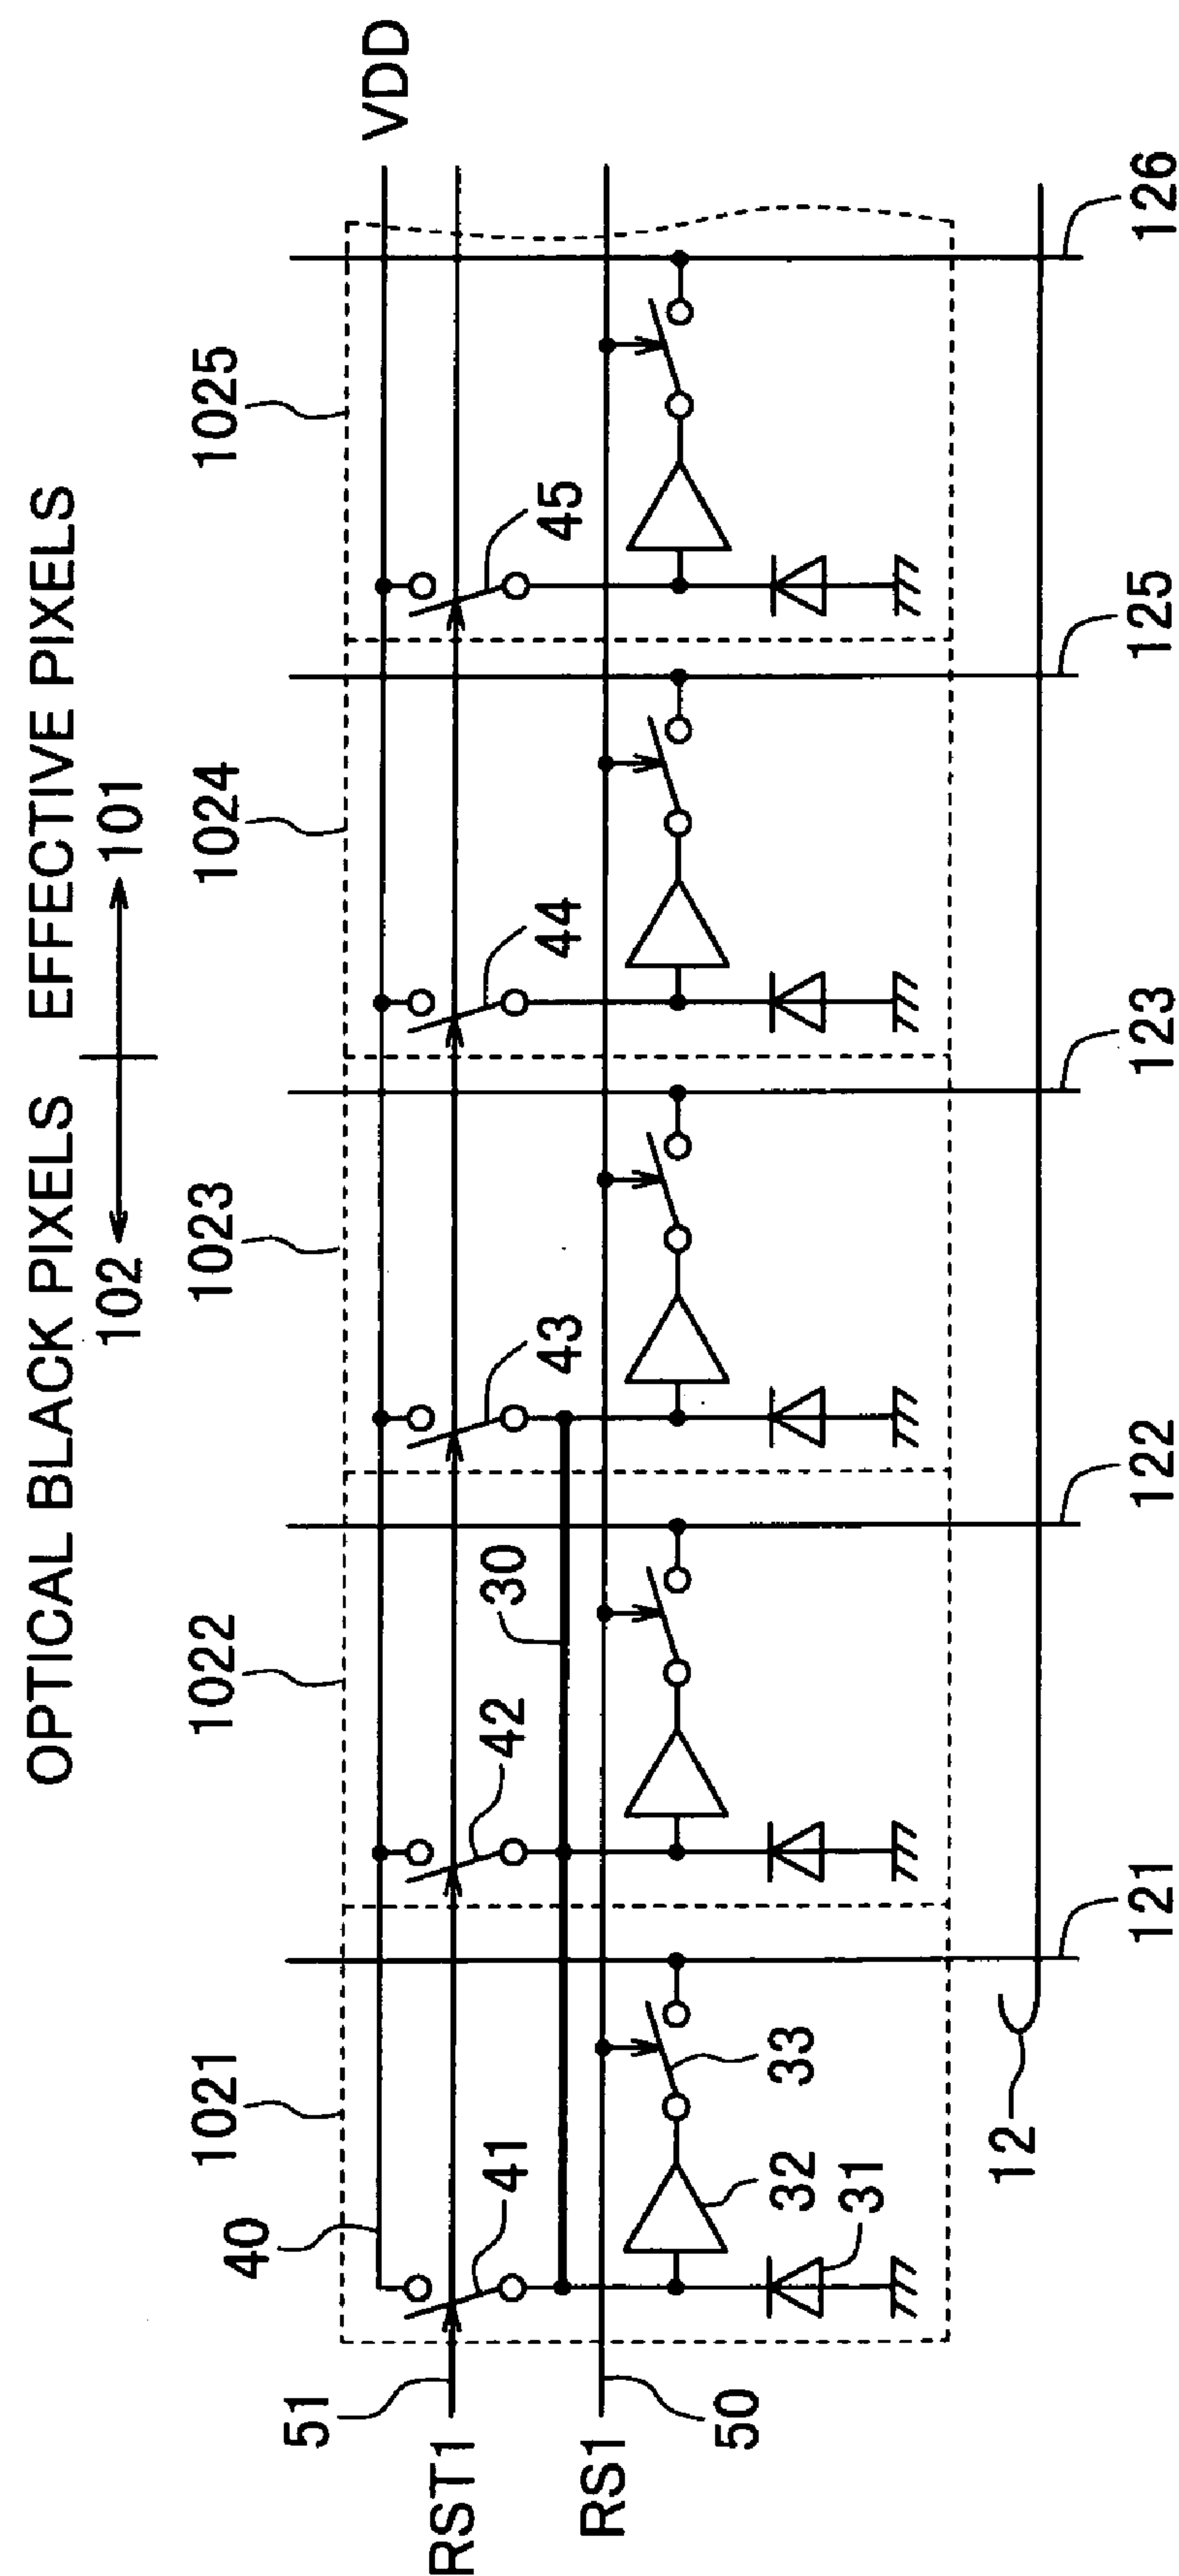 OPTICAL BLACK PIXELS EFFECTIVE PIXELS
102 101
1021 1022 1023 1024 1025
40 VDD
51
RST1
41 42 43 44 45
30
RS1
50
33
32
31
12
121 122 123 125 126